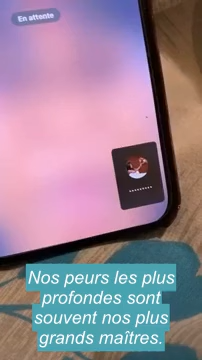 En attente
Nos peurs les plus
profondes sont
souvent nos plus
grands maîtres.